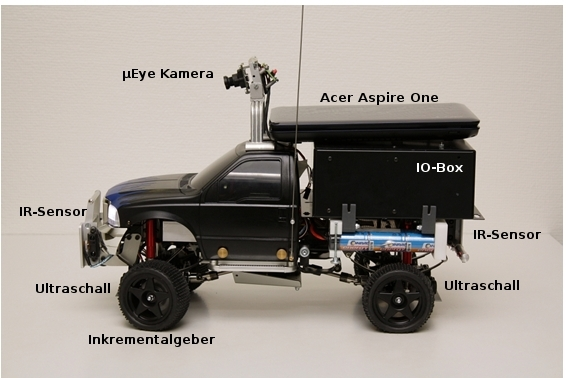 µEye Kamera
Acer Aspire One
IO-Box
IR-Sensor
IR-Sensor
Ultraschall
Ultraschall
Inkrementalgeber